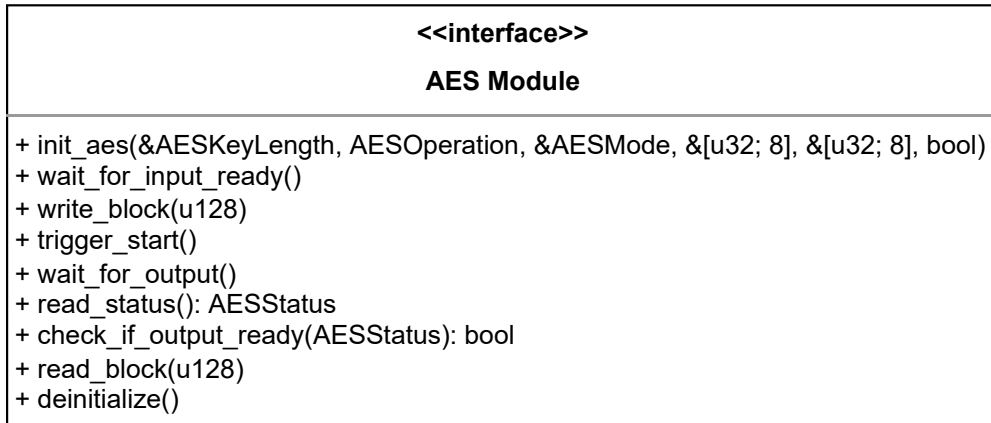 <<interface>>
AES Module
+ init_aes(&AESKeyLength, AESOperation, &AESMode, &[u32; 8], &[u32; 8], bool)
+ wait_for_input_ready()
+ write_block(u128)
+ trigger_start()
+ wait_for_output()
+ read_status(): AESStatus
+ check_if_output_ready(AESStatus): bool
+ read_block(u128)
+ deinitialize()